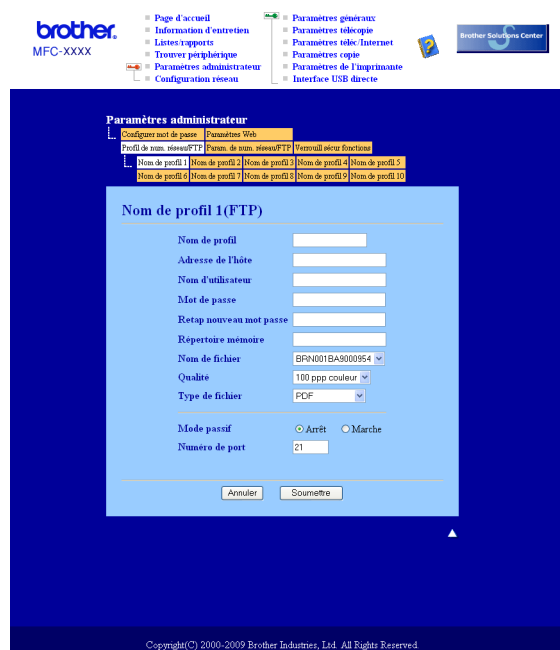 brother.
MFC-XXXX
Page d'accueil
Information d'entretien
Listes/rapports
Trouver périphérique
Paramètres administrateur
Configuration réseau
Paramètres généraux
Paramètres télécopie
Paramètres téléc/Internet
Paramètres copie
Paramètres de l'imprimante
Interface USB directe
Brother Solutions Center
Paramètres administrateur
Configurer mot de passe Paramètres Web
Profil de num. réseau/FTP Param. de num. réseau/FTP Verrouill sécur fonctions
Nom de profil 1 Nom de profil 2 Nom de profil 3 Nom de profil 4 Nom de profil 5
Nom de profil 6 Nom de profil 7 Nom de profil 8 Nom de profil 9 Nom de profil 10
Nom de profil 1(FTP)
Nom de profil
Adresse de l'hôte
Nom d'utilisateur
Mot de passe
Retap nouveau mot passe
Répertoire mémoire
Nom de fichier BRN001BA9000954
Qualité 100 ppp couleur
Type de fichier PDF
Mode passif Arrêt Marche
Numéro de port 21
Annuler Soumettre
Copyright(C) 2000-2009 Brother Industries, Ltd. All Rights Reserved